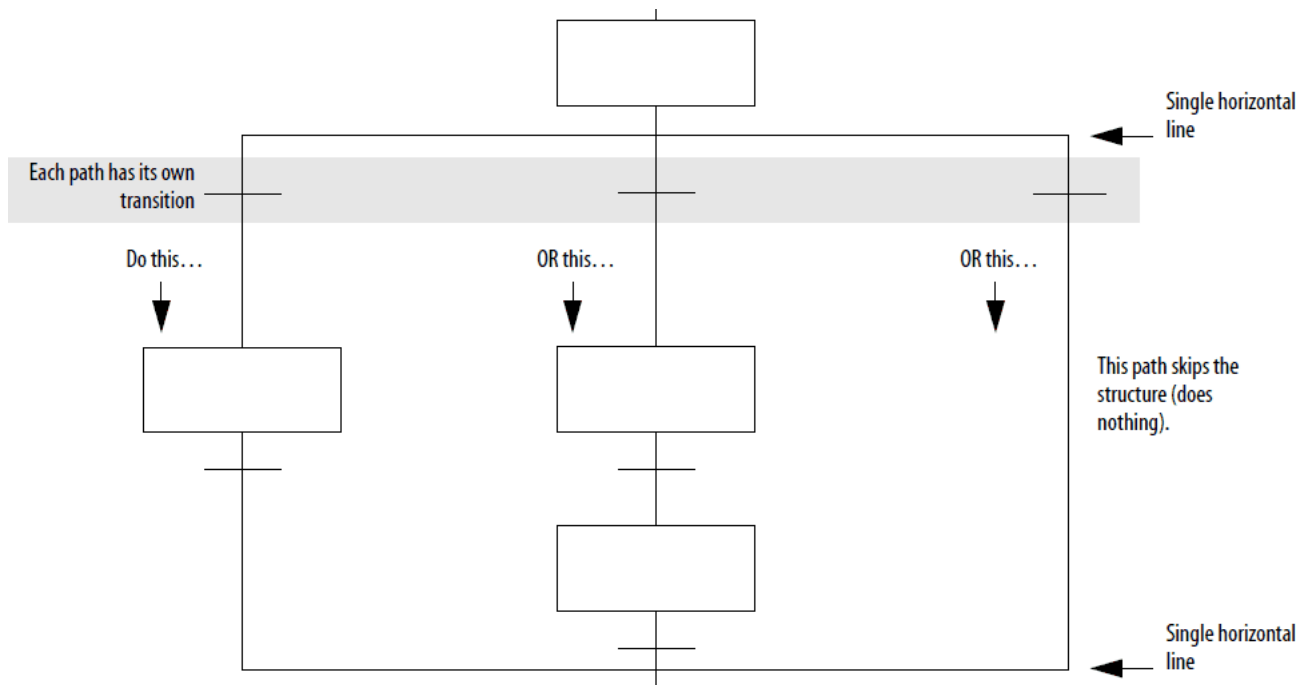 Single horizontal
line
Each path has its own
transition
Do this…
OR this…
OR this…
This path skips the
structure (does
nothing).
Single horizontal
line